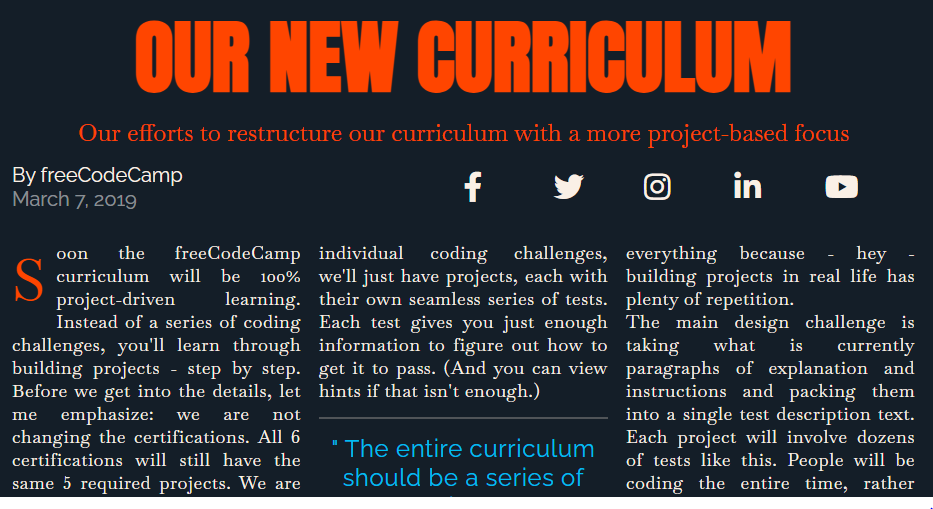 OUR NEW CURRICULUM
Our efforts to restructure our curriculum with a more project-based focus
By freeCodeCamp
March 7, 2019
Soon the freeCodeCamp
curriculum will be 100%
project-driven learning.
Instead of a series of coding
challenges, you'll learn through
building projects - step by step.
Before we get into the details, let
me emphasize: we are not
changing the certifications. All 6
certifications will still have the
same 5 required projects. We are
individual coding challenges,
we'll just have projects, each with
their own seamless series of tests.
Each test gives you just enough
information to figure out how to
get it to pass. (And you can view
hints if that isn't enough.)
" The entire curriculum
should be a series of
everything because - hey -
building projects in real life has
plenty of repetition.
The main design challenge is
taking what is currently
paragraphs of explanation and
instructions and packing them
into a single test description text.
Each project will involve dozens
of tests like this. People will be
coding the entire time, rather